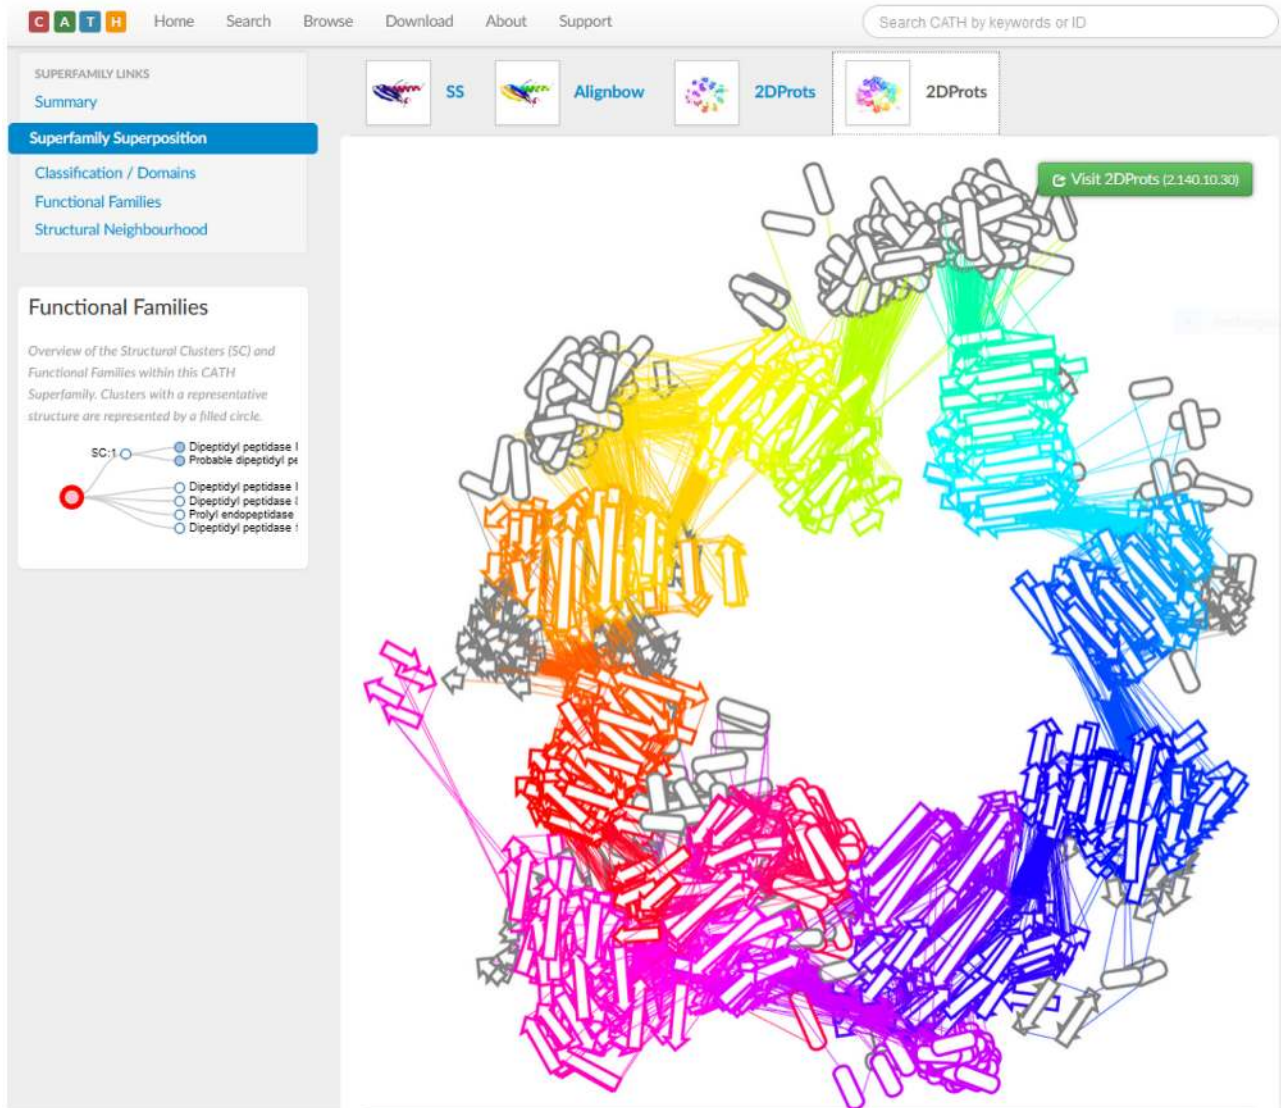 C A T H Home Search Browse Download About Support Search CATH by keywords or ID
SUPERFAMILY LINKS
Summary
Superfamily Superposition
Classification / Domains
Functional Families
Structural Neighbourhood
SS Alignbow 2DProts 2DProts
Visit 2DProts (2.140.10.30)
Functional Families
Overview of the Structural Clusters (SC) and
Functional Families within this CATH
Superfamily. Clusters with a representative
structure are represented by a filled circle.
SC:1
Dipeptidyl peptidase
Probable dipeptidyl pe
Dipeptidyl peptidase
Dipeptidyl peptidase
Prolyl endopeptidase
Dipeptidyl peptidase